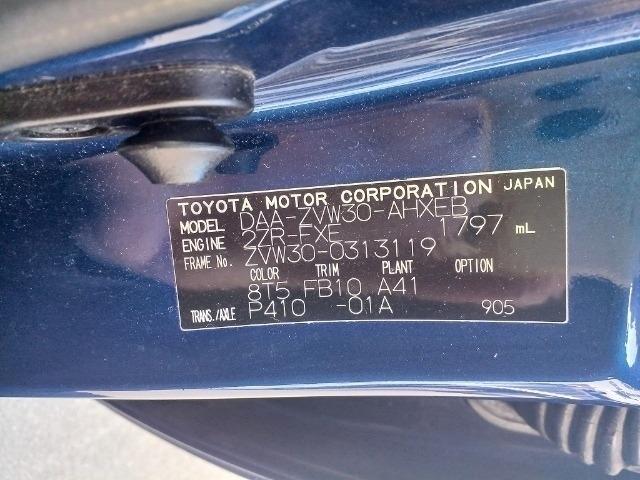 TOYOTA MOTOR CORPORATION JAPAN
MODEL DAA-ZVW30-AHXEB
ENGINE 2ZR-FXE 1797 mL
FRAME No. ZVW30-0313119
COLOR TRIM PLANT OPTION
8T5 FB10 A41
TRANS./AXLE P410 -01A 905